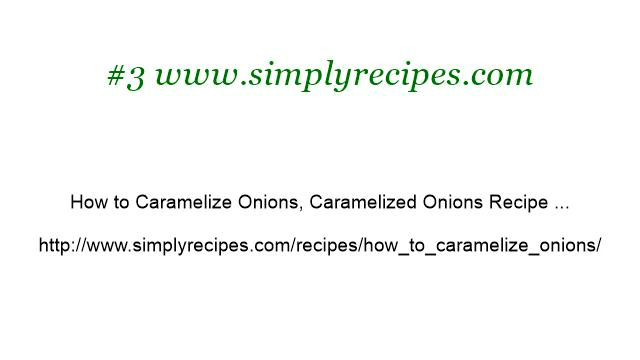 #3 www.simplyrecipes.com
How to Caramelize Onions, Caramelized Onions Recipe ...
http://www.simplyrecipes.com/recipes/how_to_caramelize_onions/